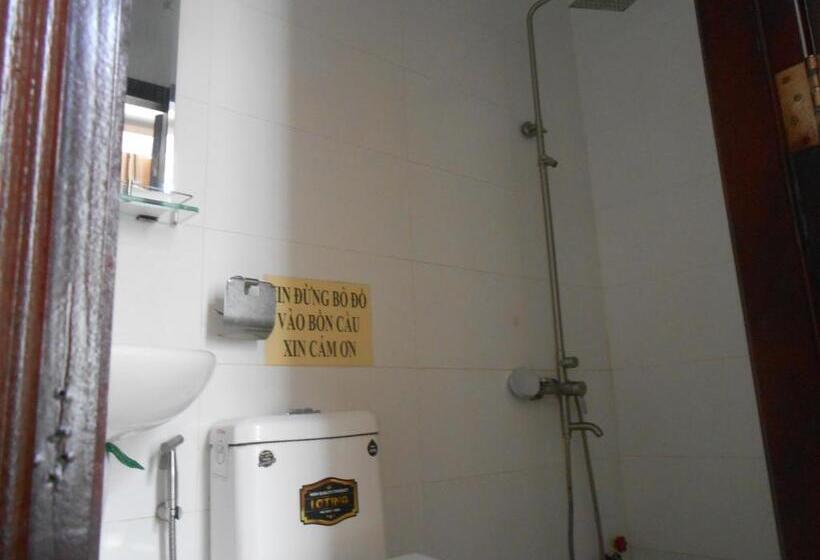 IN ĐỪNG BỎ ĐỒ
VÀO BỒN CẦU
XIN CẢM ƠN